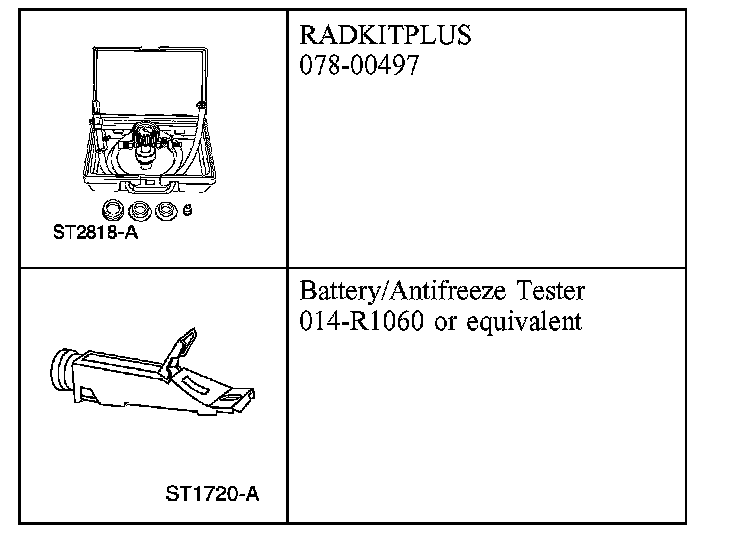 RADKITPLUS
078-00497
ST2818-A
Battery/Antifreeze Tester
014-R1060 or equivalent
ST1720-A